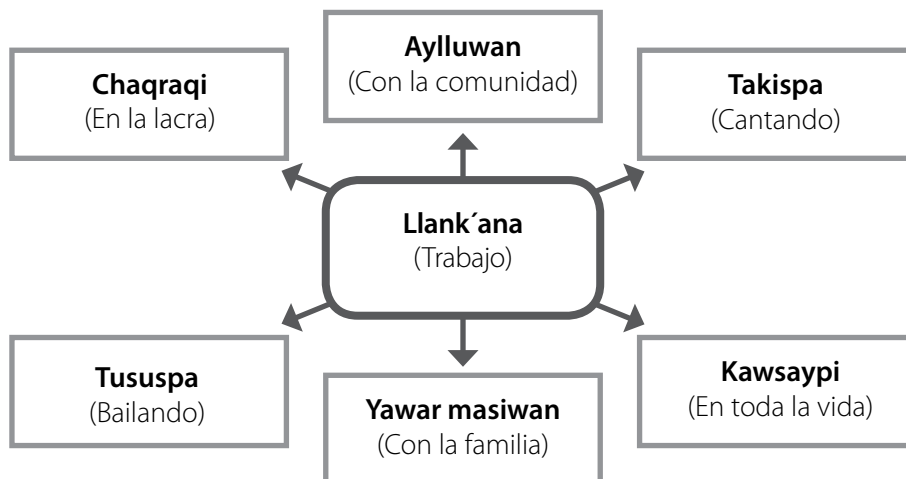 Aylluwan
(Con la comunidad)
Chaqraqi
(En la lacra)
Takispa
(Cantando)
Llank´ana
(Trabajo)
Tususpa
(Bailando)
Yawar masiwan
(Con la familia)
Kawsaypi
(En toda la vida)